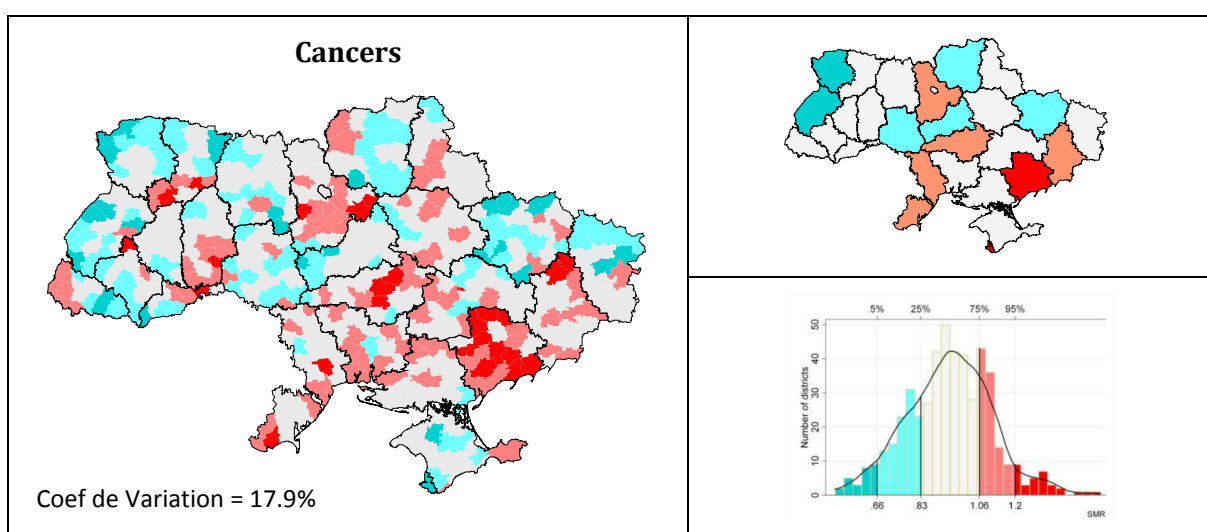 Cancers
Coef de Variation = 17.9%
5% 25% 75% 95%
Number of districts
50
40
30
20
10
0
.66 .83 1.06 1.2
SMR